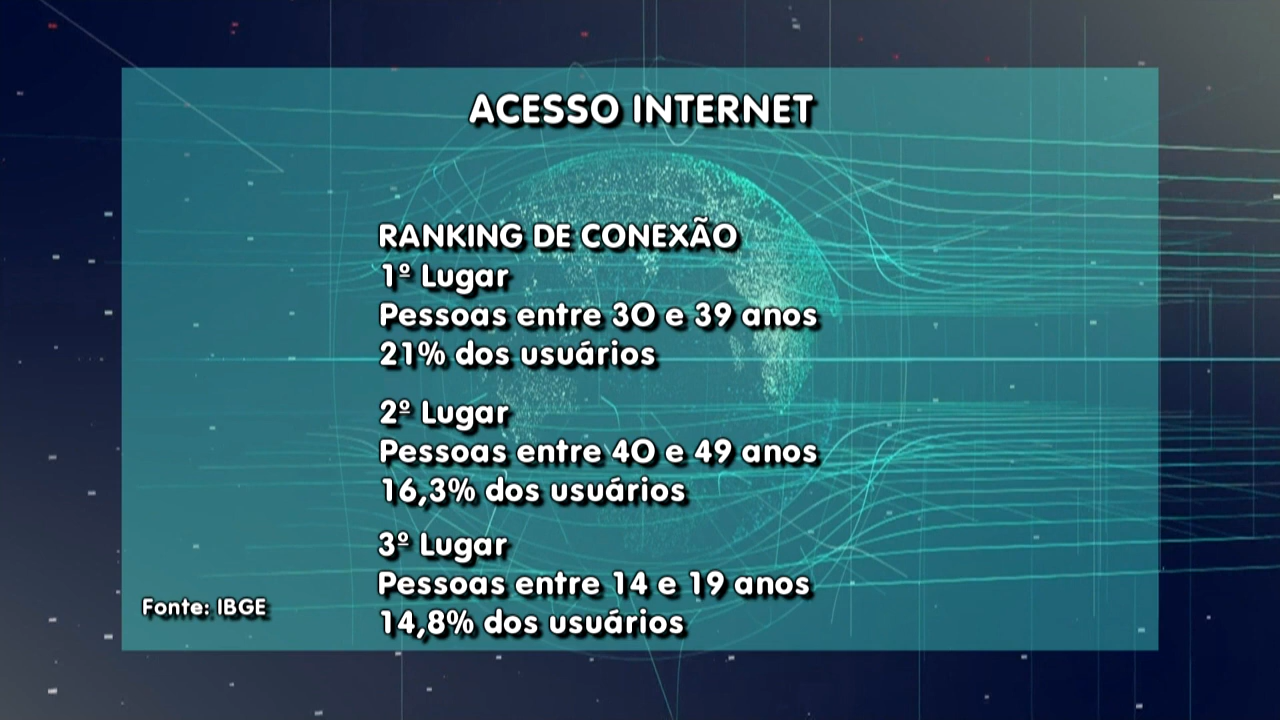 ACESSO INTERNET
RANKING DE CONEXÃO
1º Lugar
Pessoas entre 30 e 39 anos
21% dos usuários
2º Lugar
Pessoas entre 40 e 49 anos
16,3% dos usuários
3º Lugar
Pessoas entre 14 e 19 anos
14,8% dos usuários
Fonte: IBGE